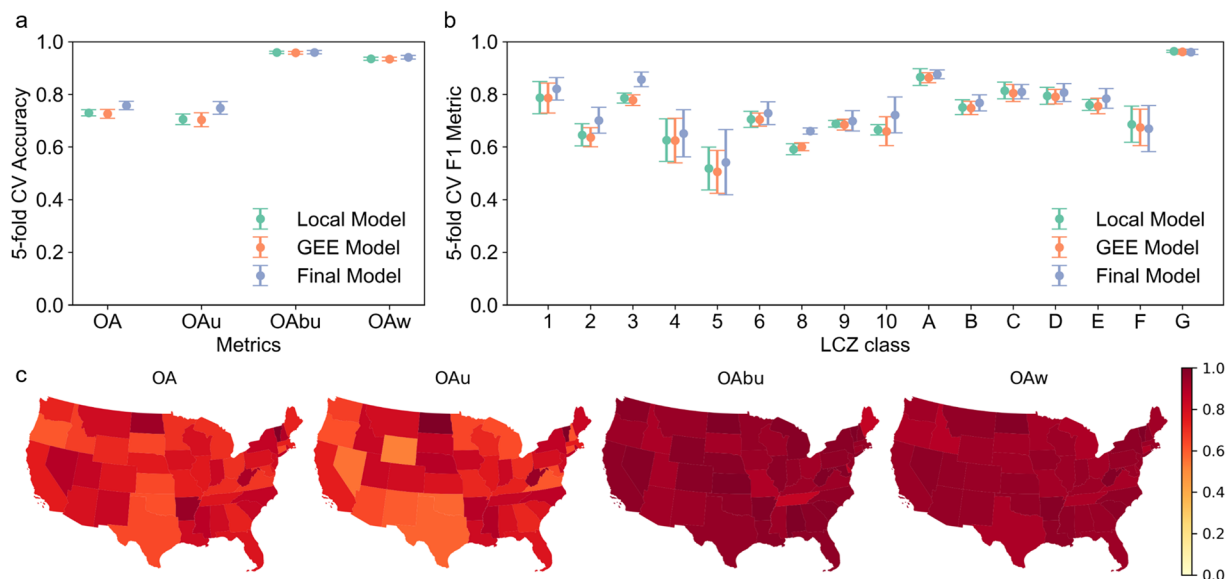 a
5-fold CV Accuracy
1.0
0.8
0.6
0.4
0.2
0.0
Local Model
GEE Model
Final Model
OA
OAu
OAbu
OAw
Metrics
b
5-fold CV F1 Metric
1.0
0.8
0.6
0.4
0.2
0.0
Local Model
GEE Model
Final Model
1 2 3 4 5 6 8 9 10 A B C D E F G
LCZ class
c
OA
OAu
OAbu
OAw
1.0
0.8
0.6
0.4
0.2
0.0